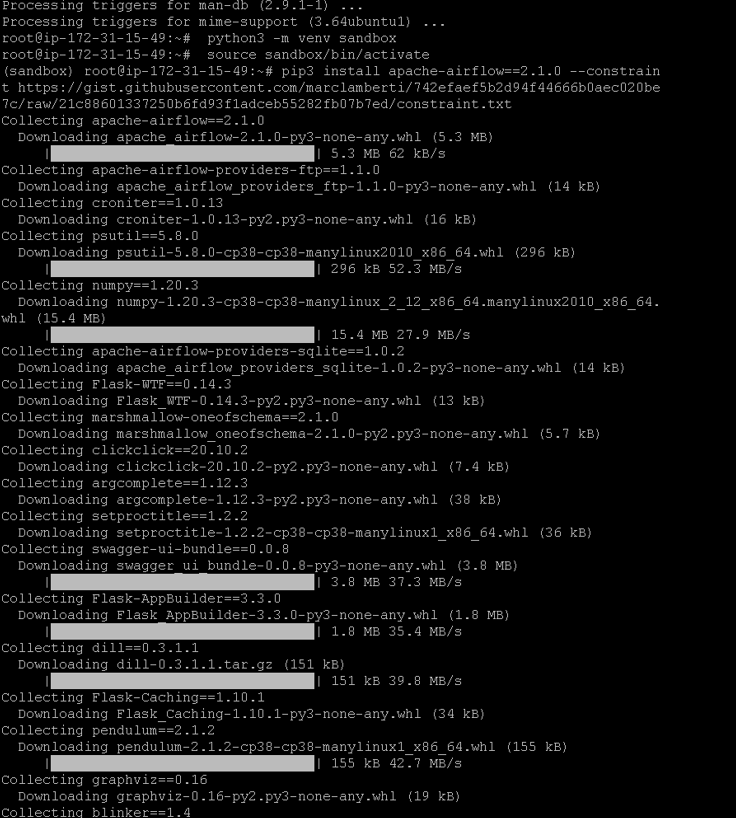 Processing triggers for man-db (2.9.1-1) ...
Processing triggers for mime-support (3.64ubuntu1) ...
root@ip-172-31-15-49:~#  python3 -m venv sandbox
root@ip-172-31-15-49:~#  source sandbox/bin/activate
(sandbox) root@ip-172-31-15-49:~# pip3 install apache-airflow==2.1.0 --constrain
t https://gist.githubusercontent.com/marclamberti/742efaef5b2d94f44666b0aec020be
7c/raw/21c88601337250b6fd93f1adceb55282fb07b7ed/constraint.txt
Collecting apache-airflow==2.1.0
  Downloading apache_airflow-2.1.0-py3-none-any.whl (5.3 MB)
     || 5.3 MB 62 kB/s
Collecting apache-airflow-providers-ftp==1.1.0
  Downloading apache_airflow_providers_ftp-1.1.0-py3-none-any.whl (14 kB)
Collecting croniter==1.0.13
  Downloading croniter-1.0.13-py2.py3-none-any.whl (16 kB)
Collecting psutil==5.8.0
  Downloading psutil-5.8.0-cp38-cp38-manylinux2010_x86_64.whl (296 kB)
     || 296 kB 52.3 MB/s
Collecting numpy==1.20.3
  Downloading numpy-1.20.3-cp38-cp38-manylinux_2_12_x86_64.manylinux2010_x86_64.
whl (15.4 MB)
     || 15.4 MB 27.9 MB/s
Collecting apache-airflow-providers-sqlite==1.0.2
  Downloading apache_airflow_providers_sqlite-1.0.2-py3-none-any.whl (14 kB)
Collecting Flask-WTF==0.14.3
  Downloading Flask_WTF-0.14.3-py2.py3-none-any.whl (13 kB)
Collecting marshmallow-oneofschema==2.1.0
  Downloading marshmallow_oneofschema-2.1.0-py2.py3-none-any.whl (5.7 kB)
Collecting clickclick==20.10.2
  Downloading clickclick-20.10.2-py2.py3-none-any.whl (7.4 kB)
Collecting argcomplete==1.12.3
  Downloading argcomplete-1.12.3-py2.py3-none-any.whl (38 kB)
Collecting setproctitle==1.2.2
  Downloading setproctitle-1.2.2-cp38-cp38-manylinux1_x86_64.whl (36 kB)
Collecting swagger-ui-bundle==0.0.8
  Downloading swagger_ui_bundle-0.0.8-py3-none-any.whl (3.8 MB)
     || 3.8 MB 37.3 MB/s
Collecting Flask-AppBuilder==3.3.0
  Downloading Flask_AppBuilder-3.3.0-py3-none-any.whl (1.8 MB)
     || 1.8 MB 35.4 MB/s
Collecting dill==0.3.1.1
  Downloading dill-0.3.1.1.tar.gz (151 kB)
     || 151 kB 39.8 MB/s
Collecting Flask-Caching==1.10.1
  Downloading Flask_Caching-1.10.1-py3-none-any.whl (34 kB)
Collecting pendulum==2.1.2
  Downloading pendulum-2.1.2-cp38-cp38-manylinux1_x86_64.whl (155 kB)
     || 155 kB 42.7 MB/s
Collecting graphviz==0.16
  Downloading graphviz-0.16-py2.py3-none-any.whl (19 kB)
Collecting blinker==1.4